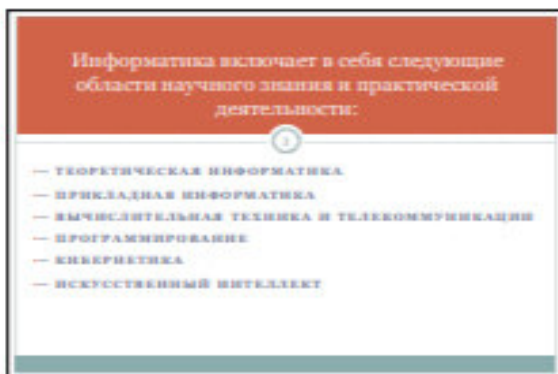 Информатика включает в себя следующие
области научного знания и практической
деятельности:
2
— ТЕОРЕТИЧЕСКАЯ ИНФОРМАТИКА
— ПРИКЛАДНАЯ ИНФОРМАТИКА
— ВЫЧИСЛИТЕЛЬНАЯ ТЕХНИКА И ТЕЛЕКОММУНИКАЦИИ
— ПРОГРАММИРОВАНИЕ
— КИБЕРНЕТИКА
— ИСКУССТВЕННЫЙ ИНТЕЛЛЕКТ